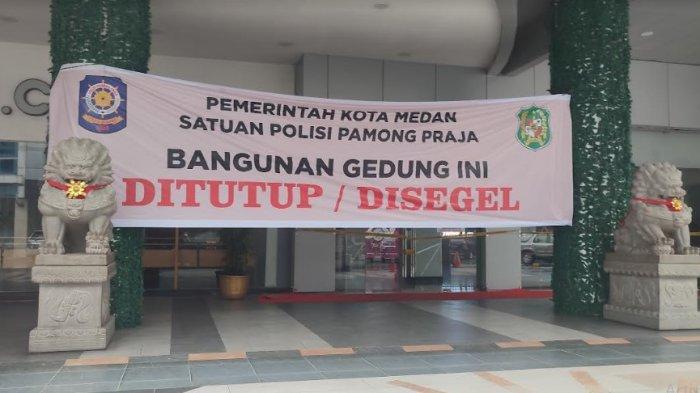 PEMERINTAH KOTA MEDAN
SATUAN POLISI PAMONG PRAJA
BANGUNAN GEDUNG INI
DITUTUP / DISEGEL